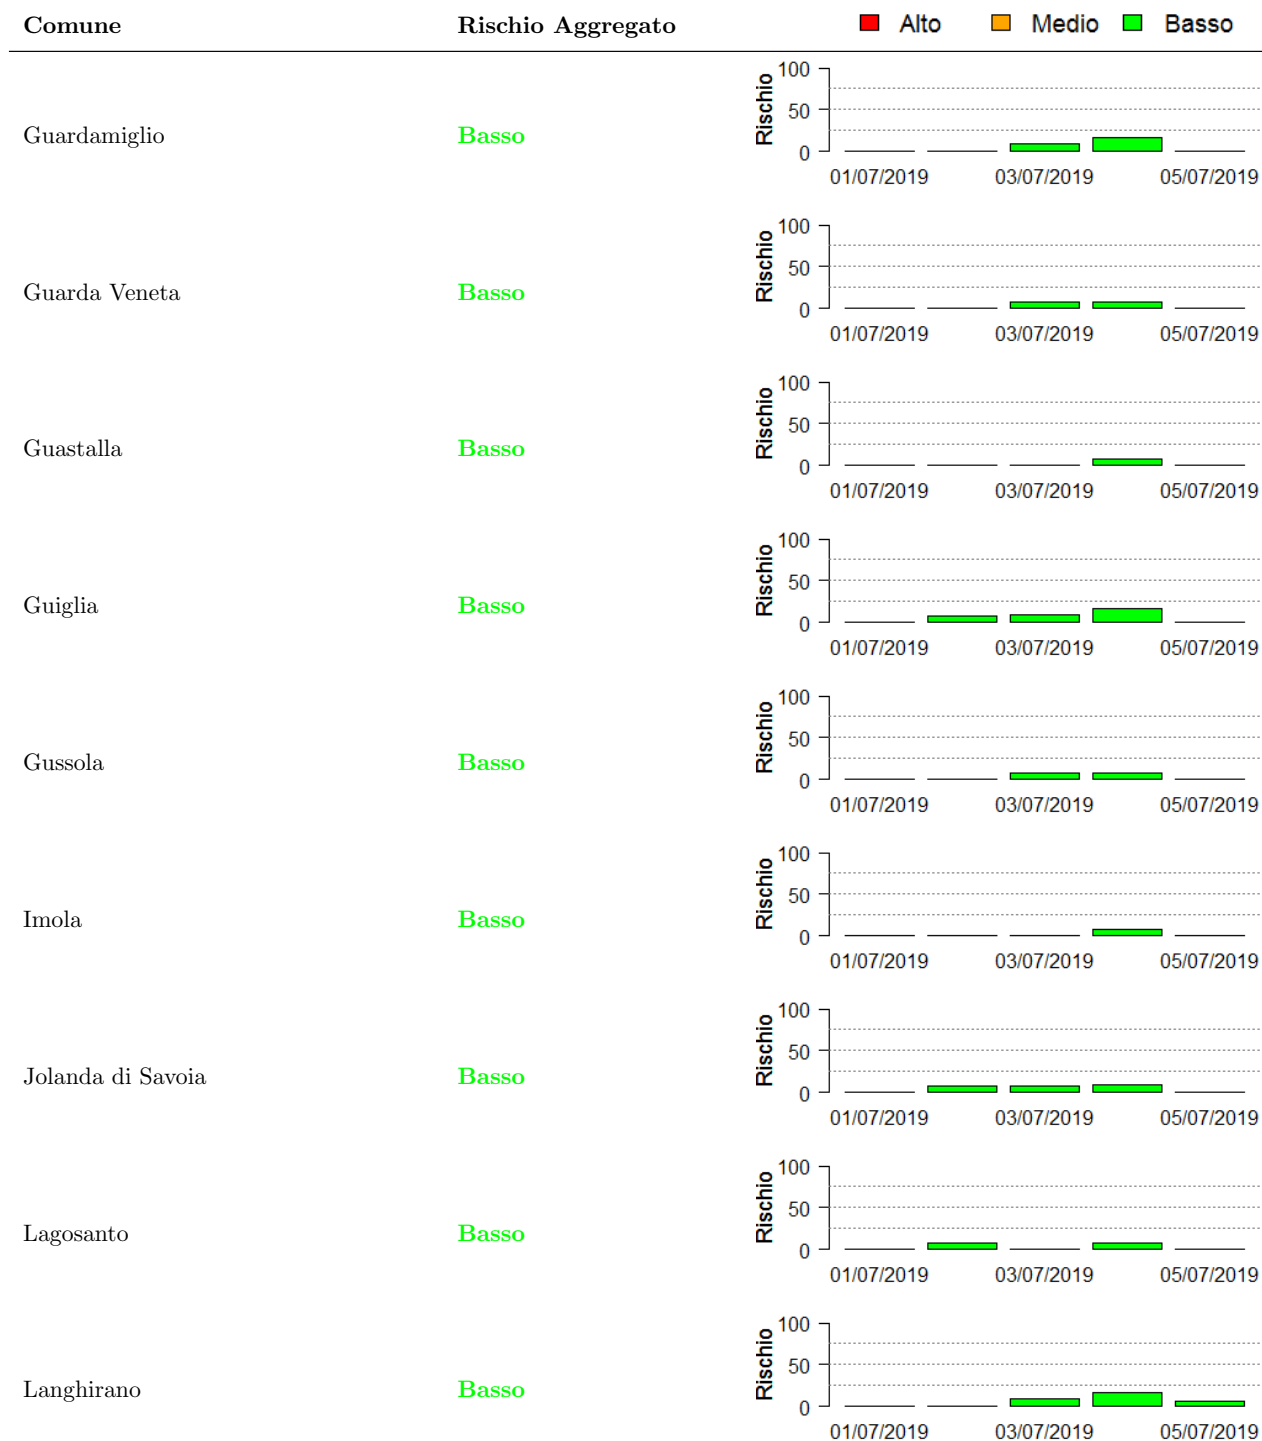 Comune Rischio Aggregato Alto Medio Basso
Guardamiglio Basso
Rischio
100
50
0
01/07/2019 03/07/2019 05/07/2019
Guarda Veneta Basso
Rischio
100
50
0
01/07/2019 03/07/2019 05/07/2019
Guastalla Basso
Rischio
100
50
0
01/07/2019 03/07/2019 05/07/2019
Guiglia Basso
Rischio
100
50
0
01/07/2019 03/07/2019 05/07/2019
Gussola Basso
Rischio
100
50
0
01/07/2019 03/07/2019 05/07/2019
Imola Basso
Rischio
100
50
0
01/07/2019 03/07/2019 05/07/2019
Jolanda di Savoia Basso
Rischio
100
50
0
01/07/2019 03/07/2019 05/07/2019
Lagosanto Basso
Rischio
100
50
0
01/07/2019 03/07/2019 05/07/2019
Langhirano Basso
Rischio
100
50
0
01/07/2019 03/07/2019 05/07/2019